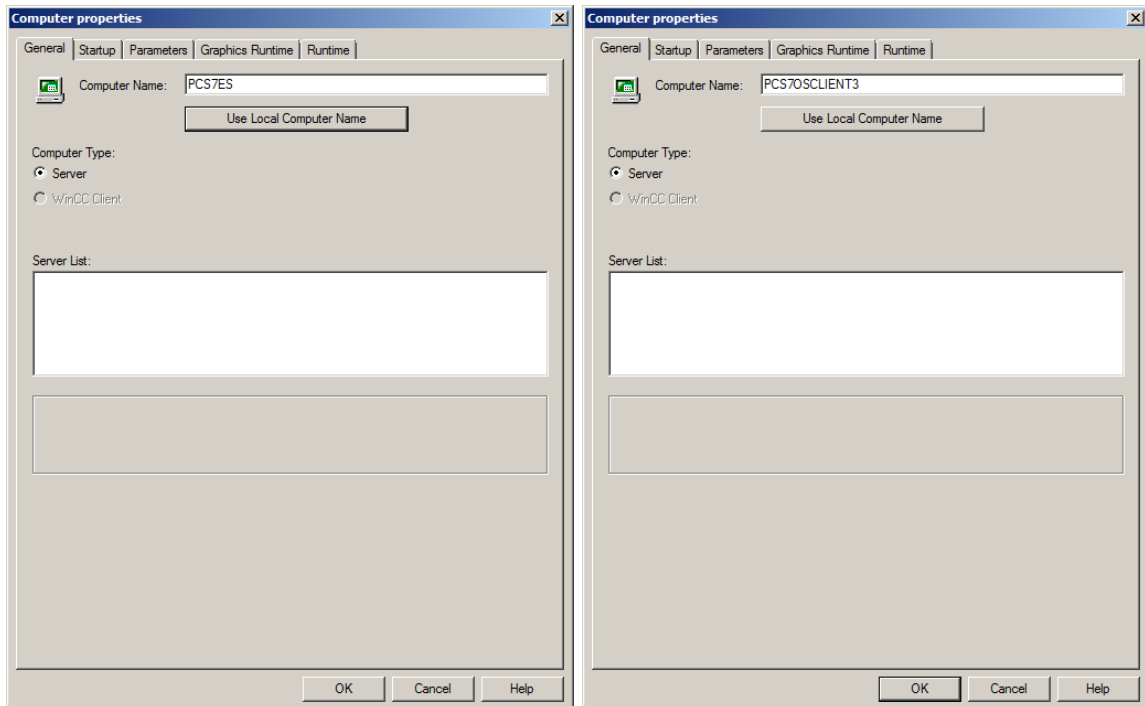 Computer properties
General Startup Parameters Graphics Runtime Runtime
Computer Name: PCS7ES
Use Local Computer Name
Computer Type:
Server
WinCC Client
Server List:
OK Cancel Help
Computer properties
General Startup Parameters Graphics Runtime Runtime
Computer Name: PCS7OSCLIENT3
Use Local Computer Name
Computer Type:
Server
WinCC Client
Server List:
OK Cancel Help